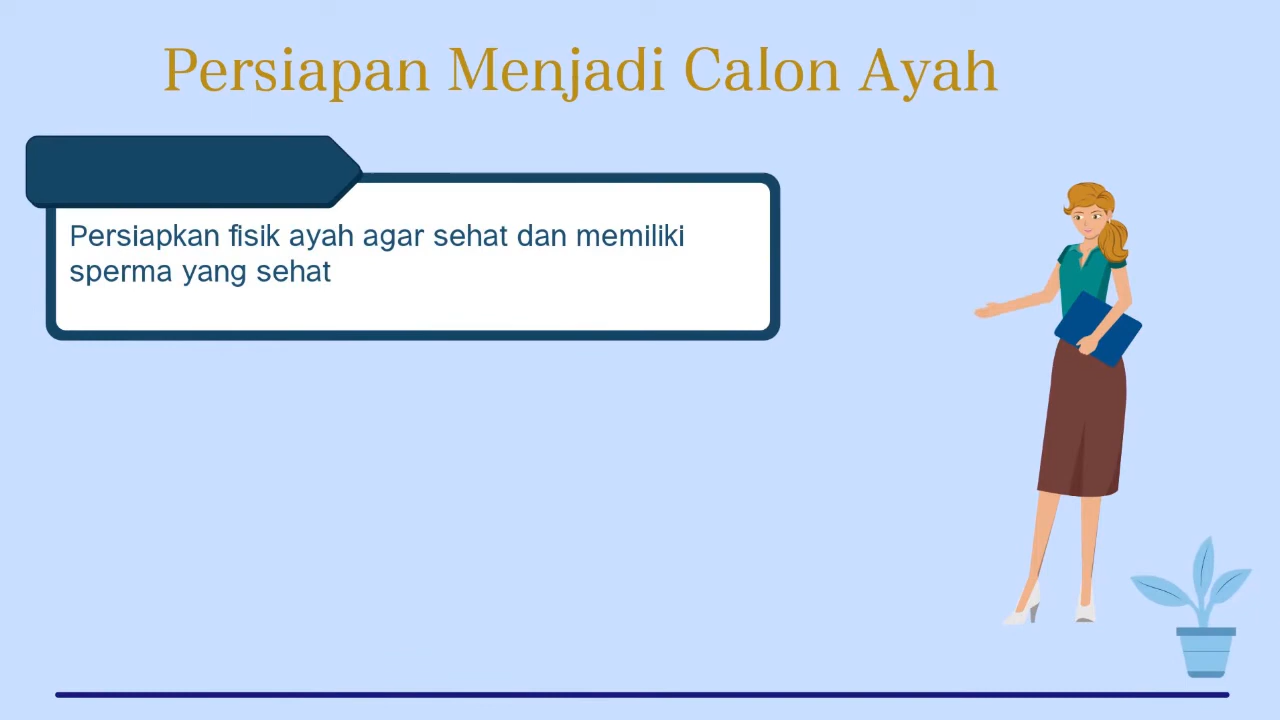 Persiapan Menjadi Calon Ayah
Persiapkan fisik ayah agar sehat dan memiliki
sperma yang sehat